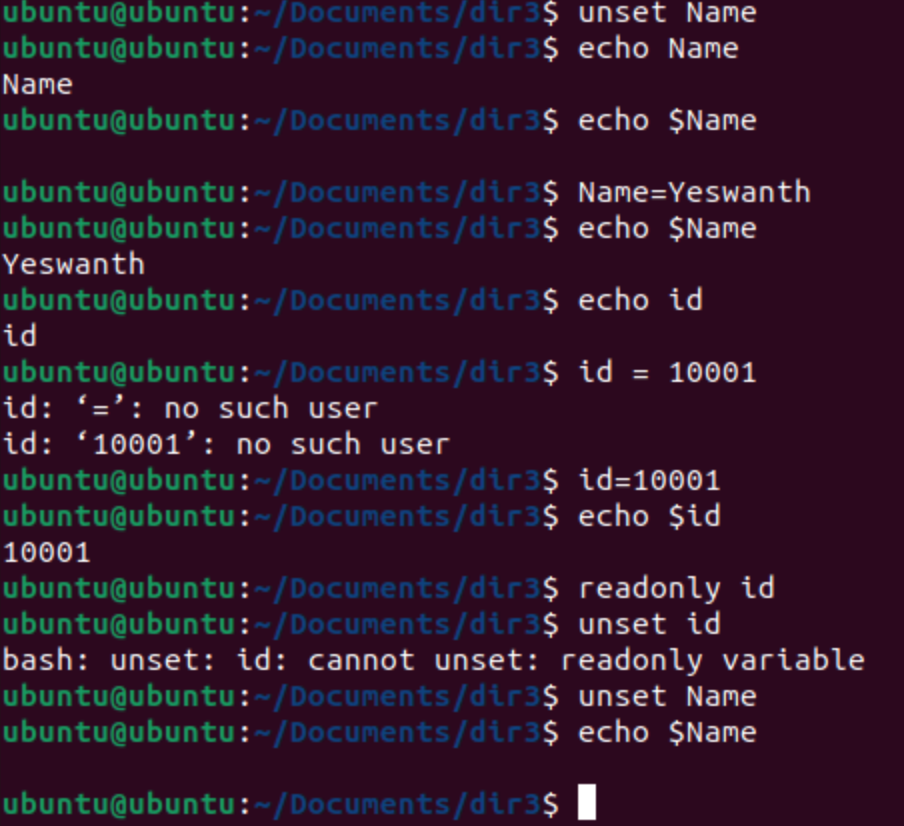 ubuntu@ubuntu:~/Documents/dir3$ unset Name
ubuntu@ubuntu:~/Documents/dir3$ echo Name
Name
ubuntu@ubuntu:~/Documents/dir3$ echo $Name
ubuntu@ubuntu:~/Documents/dir3$ Name=Yeswanth
ubuntu@ubuntu:~/Documents/dir3$ echo $Name
Yeswanth
ubuntu@ubuntu:~/Documents/dir3$ echo id
id
ubuntu@ubuntu:~/Documents/dir3$ id = 10001
id: ‘=’: no such user
id: ‘10001’: no such user
ubuntu@ubuntu:~/Documents/dir3$ id=10001
ubuntu@ubuntu:~/Documents/dir3$ echo $id
10001
ubuntu@ubuntu:~/Documents/dir3$ readonly id
ubuntu@ubuntu:~/Documents/dir3$ unset id
bash: unset: id: cannot unset: readonly variable
ubuntu@ubuntu:~/Documents/dir3$ unset Name
ubuntu@ubuntu:~/Documents/dir3$ echo $Name
ubuntu@ubuntu:~/Documents/dir3$